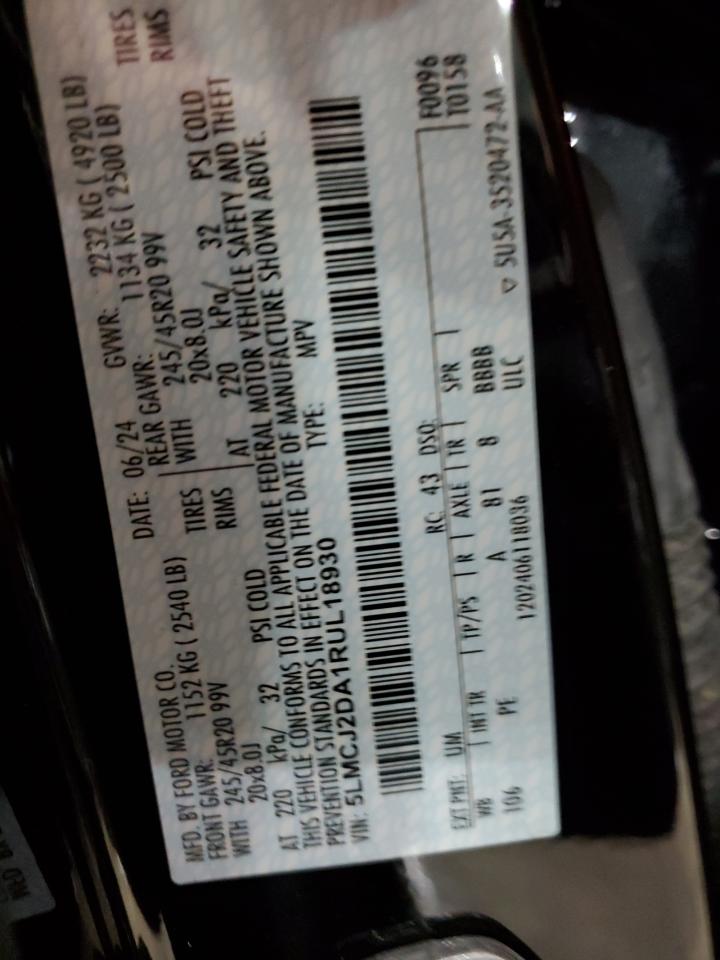 MFD. BY FORD MOTOR CO. DATE: 06/24 GVWR: 2232 KG ( 4920 LB)
FRONT GAWR: 1152 KG ( 2540 LB) REAR GAWR: 1134 KG ( 2500 LB)
WITH 245/45R20 99V TIRES WITH 245/45R20 99V TIRES
20x8.0J RIMS 20x8.0J RIMS
AT 220 kPa/ 32 PSI COLD AT 220 kPa/ 32 PSI COLD
THIS VEHICLE CONFORMS TO ALL APPLICABLE FEDERAL MOTOR VEHICLE SAFETY AND THEFT
PREVENTION STANDARDS IN EFFECT ON THE DATE OF MANUFACTURE SHOWN ABOVE.
VIN: 5LMCJ2DA1RUL18930 TYPE: MPV
F0096
T0158
EXT PNT: UM RC: 43 DSO:
WB INT TR TP/PS R AXLE TR SPR
106 PE A 81 8 BBBB
1202406118036 ULC
▽ 5USA-3520472-AA